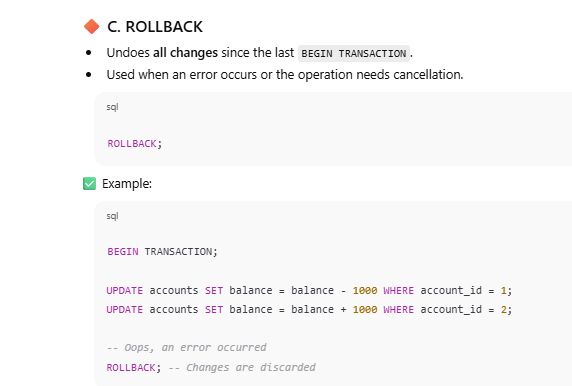 C. ROLLBACK
Undoes all changes since the last BEGIN TRANSACTION.
Used when an error occurs or the operation needs cancellation.
sql
ROLLBACK;
Example:
sql
BEGIN TRANSACTION;
UPDATE accounts SET balance = balance - 1000 WHERE account_id = 1;
UPDATE accounts SET balance = balance + 1000 WHERE account_id = 2;
-- Oops, an error occurred
ROLLBACK; -- Changes are discarded